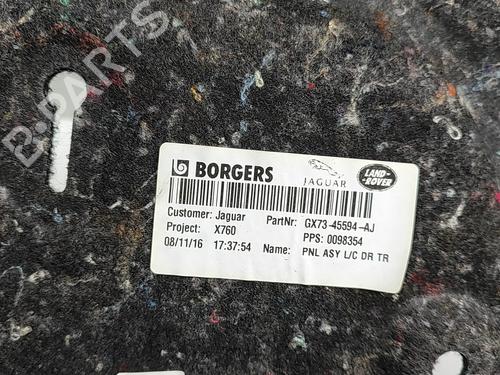 B-PARTS
BORGERS
JAGUAR
LAND-ROVER
Customer: Jaguar PartNr: GX73-45594-AJ
Project: X760 PPS: 0098354
08/11/16 17:37:54 Name: PNL ASY L/C DR TR